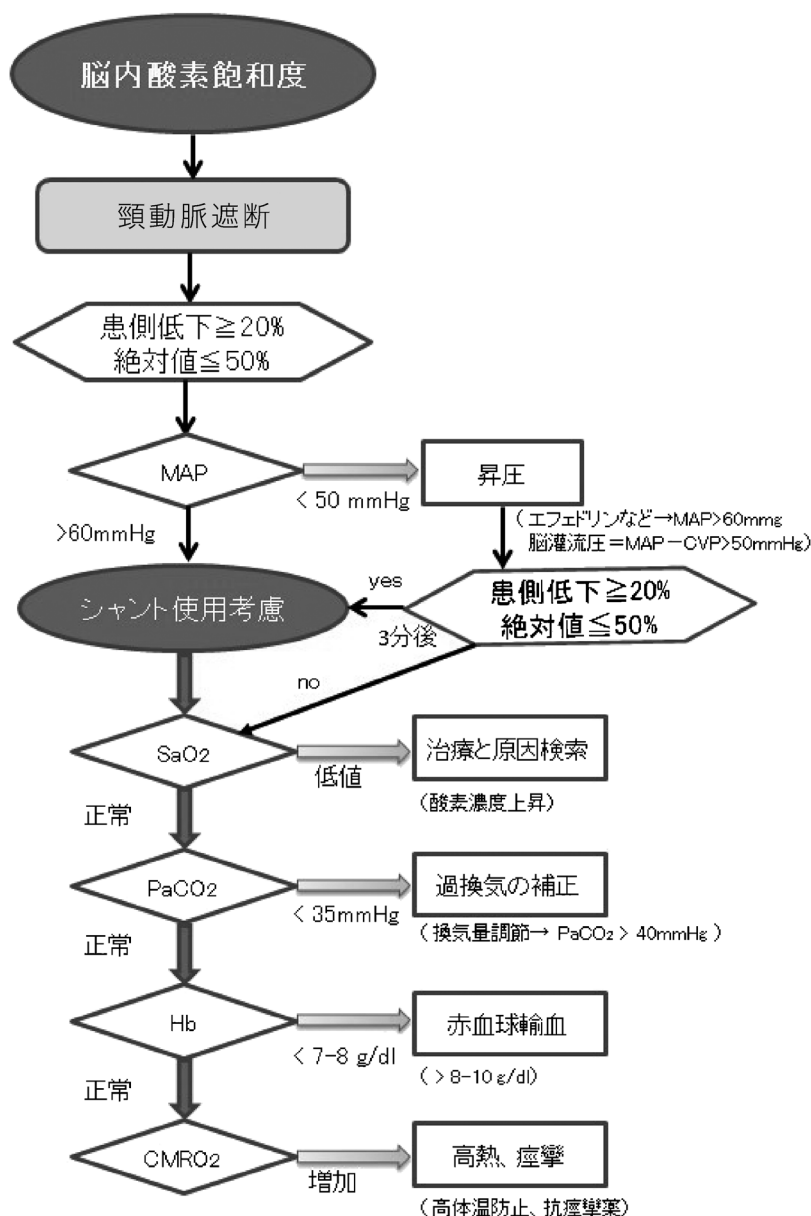 脳内酸素飽和度
頸動脈遮断
患側低下≧20%
絶対値≦50%
MAP
< 50 mmHg
昇圧
>60mmHg
(エフェドリンなど→MAP>60mmg
脳灌流圧=MAP-CVP>50mmHg)
シャント使用考慮
yes
3分後
患側低下≧20%
絶対値≦50%
no
SaO2
低値
治療と原因検索
(酸素濃度上昇)
正常
PaCO2
< 35mmHg
過換気の補正
(換気量調節→ PaCO2 > 40mmHg)
正常
Hb
< 7-8 g/dl
赤血球輸血
(>8-10g/dl)
正常
CMRO2
増加
高熱、痙攣
(高体温防止、抗痙攣薬)